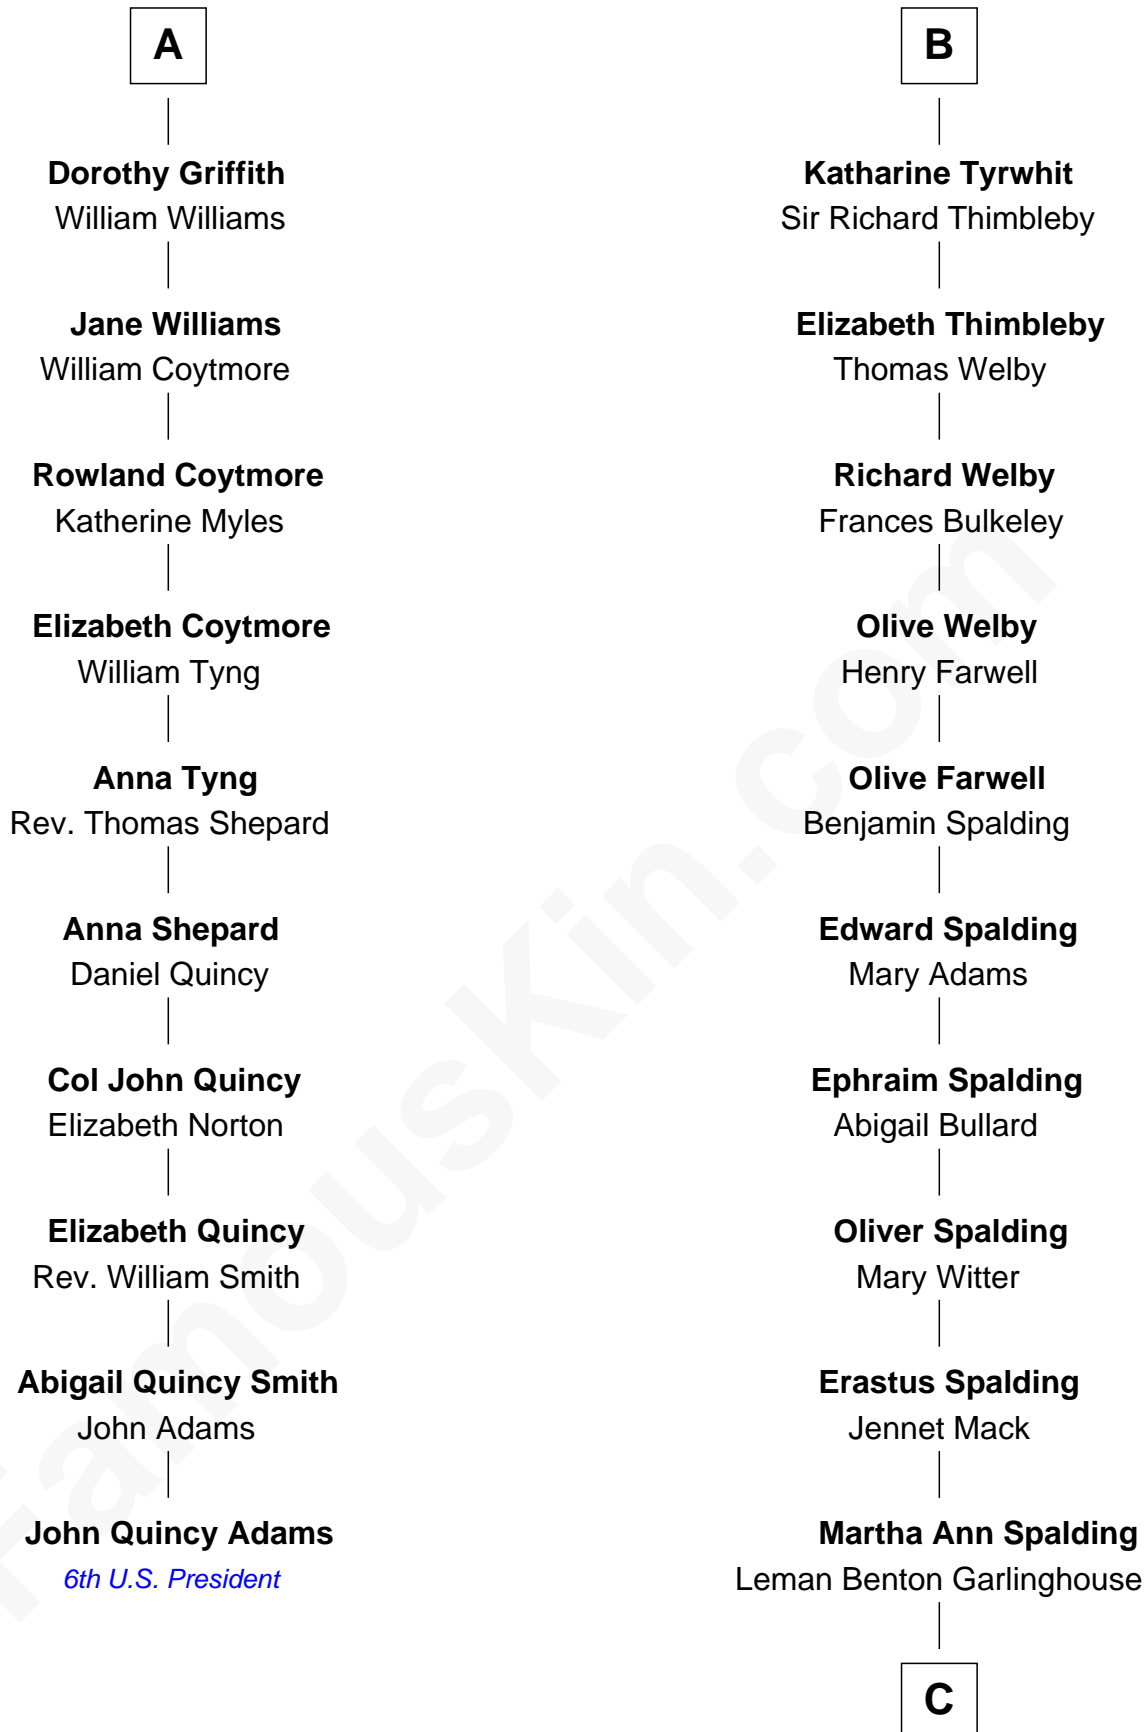 A
Dorothy Griffith
William Williams
Jane Williams
William Coytmore
Rowland Coytmore
Katherine Myles
Elizabeth Coytmore
William Tyng
Anna Tyng
Rev. Thomas Shepard
Anna Shepard
Daniel Quincy
Col John Quincy
Elizabeth Norton
Elizabeth Quincy
Rev. William Smith
Abigail Quincy Smith
John Adams
John Quincy Adams
6th U.S. President
B
Katharine Tyrwhit
Sir Richard Thimbleby
Elizabeth Thimbleby
Thomas Welby
Richard Welby
Frances Bulkeley
Olive Welby
Henry Farwell
Olive Farwell
Benjamin Spalding
Edward Spalding
Mary Adams
Ephraim Spalding
Abigail Bullard
Oliver Spalding
Mary Witter
Erastus Spalding
Jennet Mack
Martha Ann Spalding
Leman Benton Garlinghouse
C
FamousKin.com